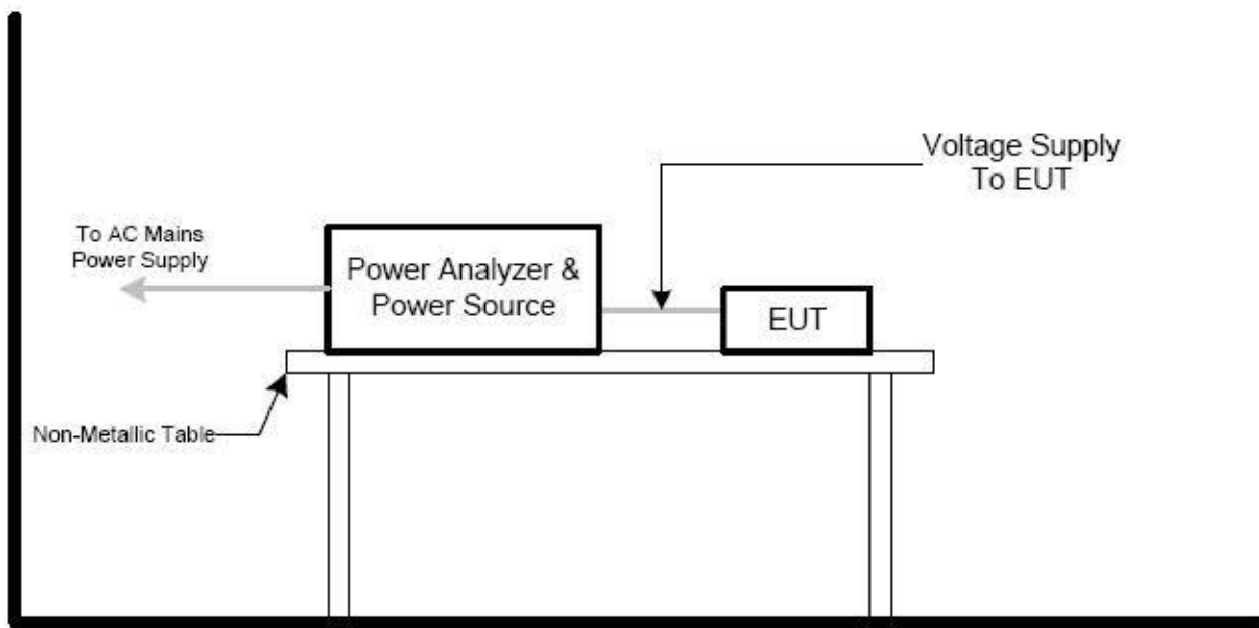 Voltage Supply
To EUT
To AC Mains
Power Supply
Power Analyzer &
Power Source
EUT
Non-Metallic Table